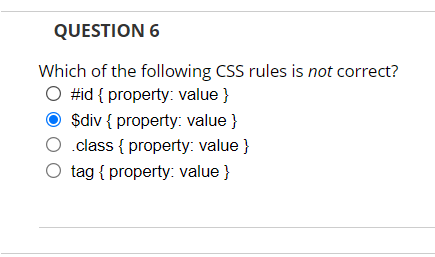 QUESTION 6
Which of the following CSS rules is not correct?
#id { property: value }
$div { property: value }
.class { property: value }
tag { property: value }